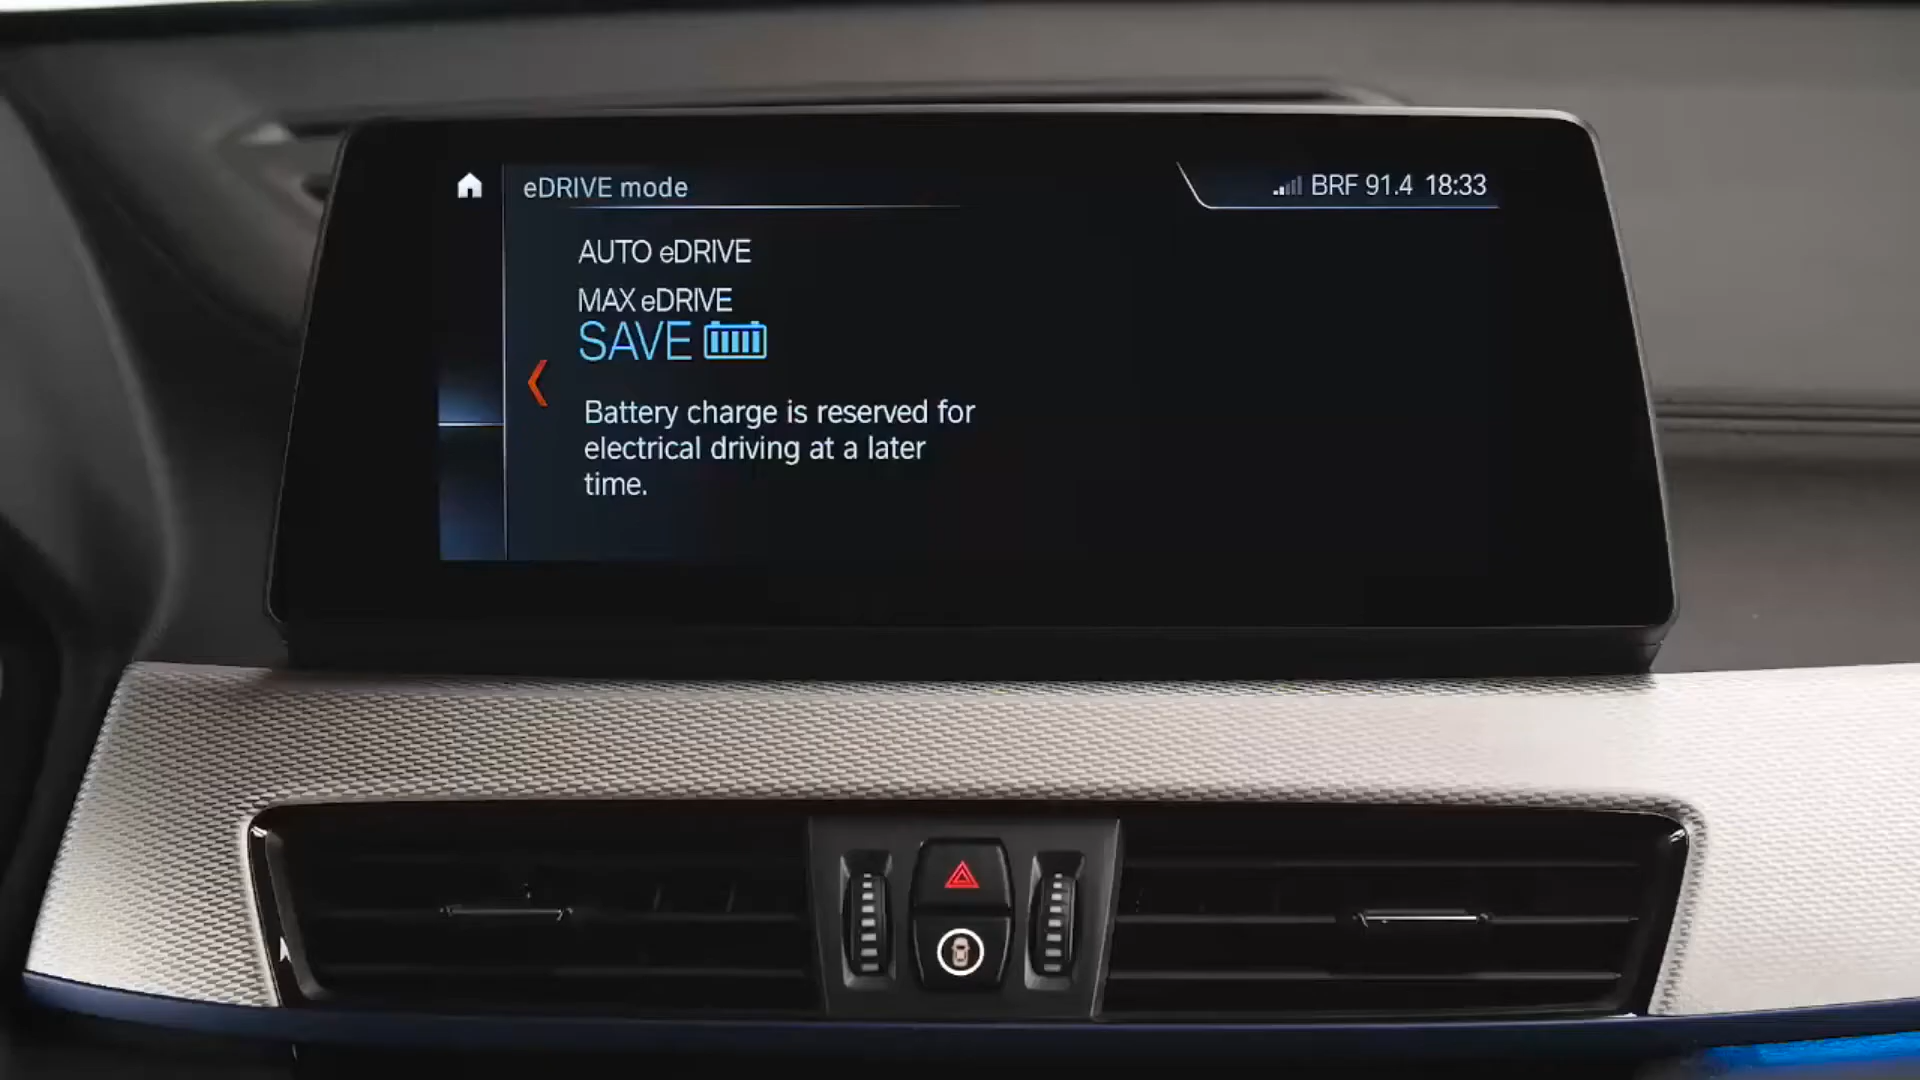 eDRIVE mode
BRF 91.4 18:33
AUTO eDRIVE
MAX eDRIVE
SAVE
Battery charge is reserved for
electrical driving at a later
time.